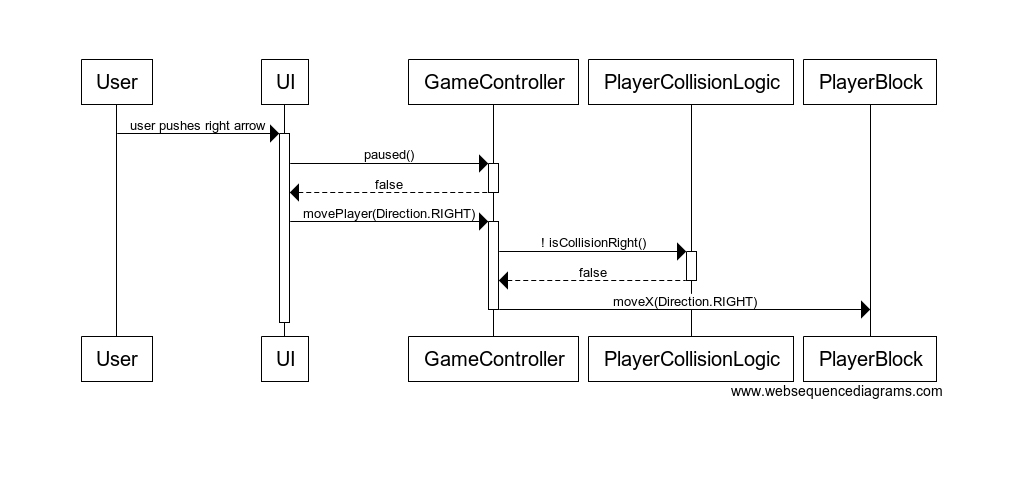 User UI GameController PlayerCollisionLogic PlayerBlock
user pushes right arrow
paused()
false
movePlayer(Direction.RIGHT)
! isCollisionRight()
false
moveX(Direction.RIGHT)
User UI GameController PlayerCollisionLogic PlayerBlock
www.websequencediagrams.com